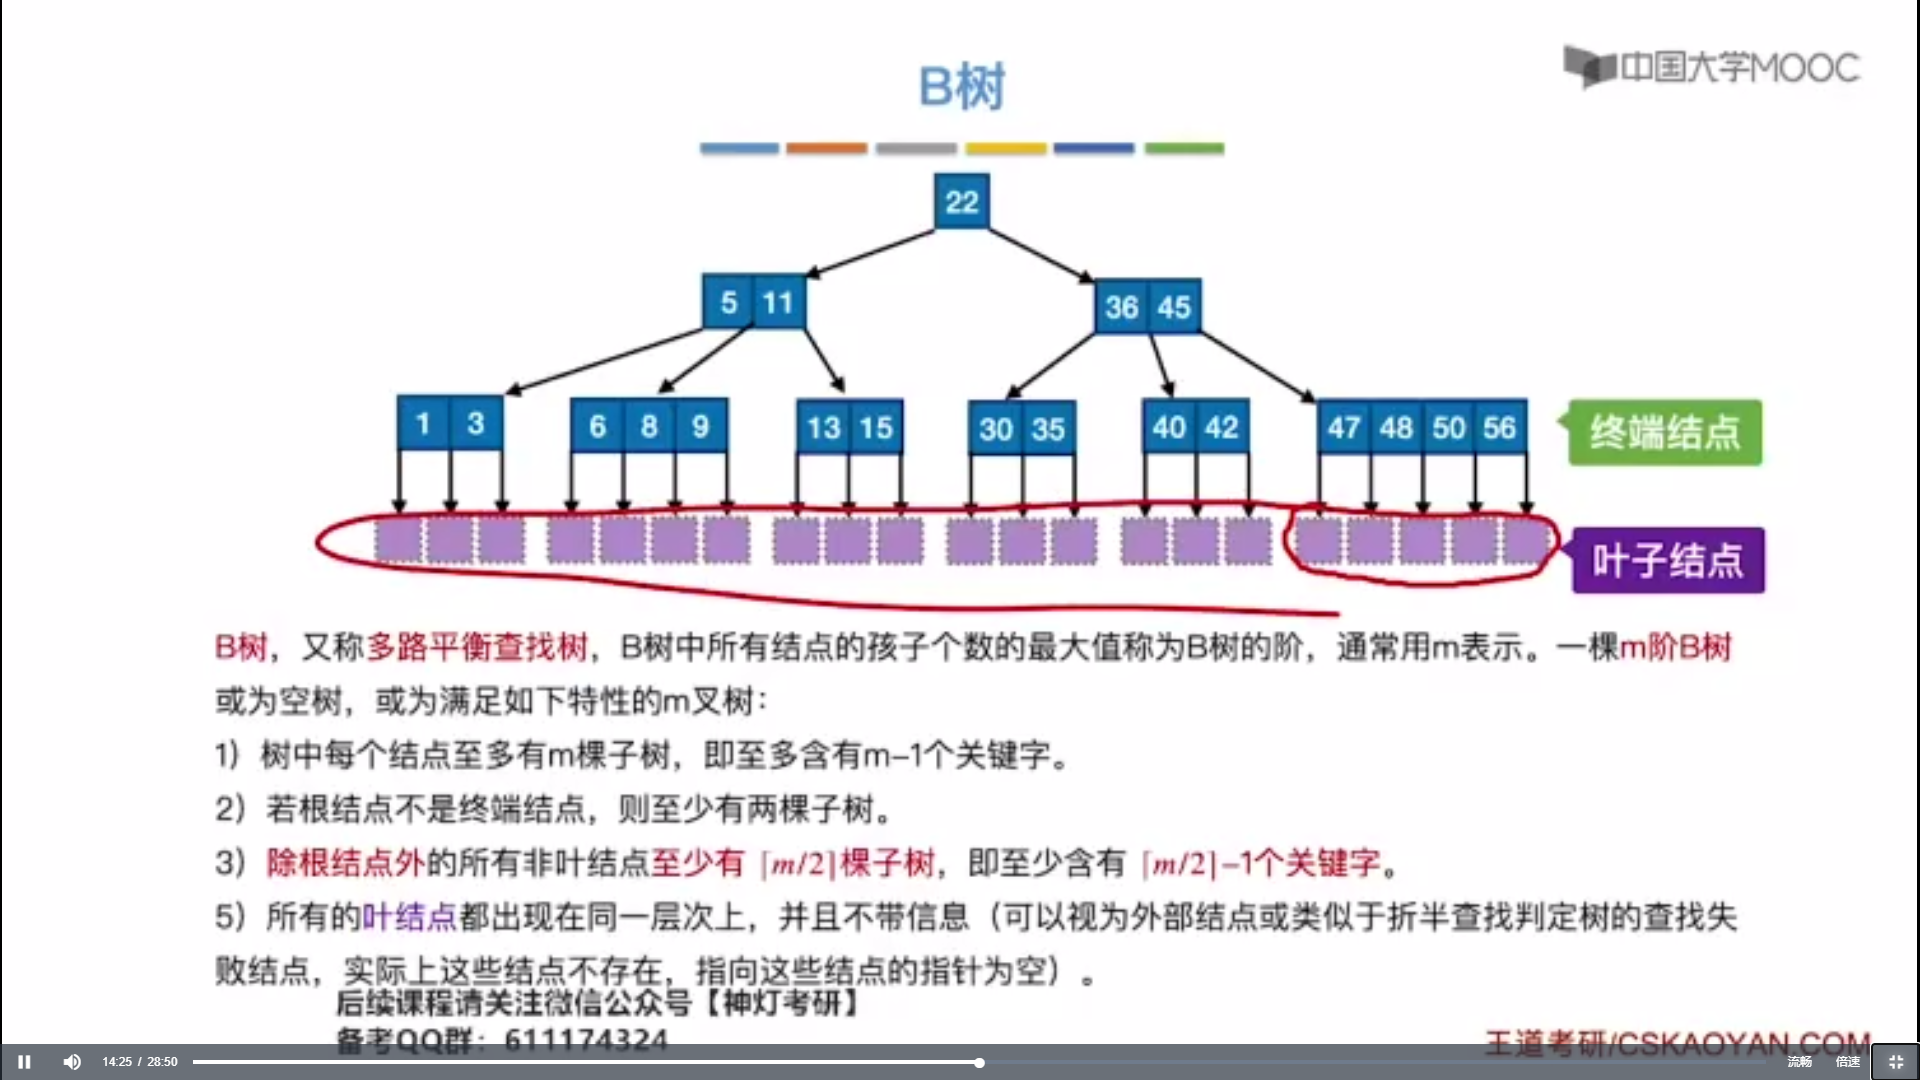 中国大学MOOC
B树
22
5 11
36 45
1 3
6 8 9
13 15
30 35
40 42
47 48 50 56
终端结点
叶子结点
B树，又称多路平衡查找树，B树中所有结点的孩子个数的最大值称为B树的阶，通常用m表示。一棵m阶B树
或为空树，或为满足如下特性的m叉树：
1）树中每个结点至多有m棵子树，即至多含有m–1个关键字。
2）若根结点不是终端结点，则至少有两棵子树。
3）除根结点外的所有非叶结点至少有 ⌈m/2⌉棵子树，即至少含有 ⌈m/2⌉–1个关键字。
5）所有的叶结点都出现在同一层次上，并且不带信息（可以视为外部结点或类似于折半查找判定树的查找失
败结点，实际上这些结点不存在，指向这些结点的指针为空）。
后续课程请关注微信公众号【神灯考研】
备考QQ群：611174324
王道考研/CSKAOYAN.COM
14:25 / 28:50
流畅
倍速